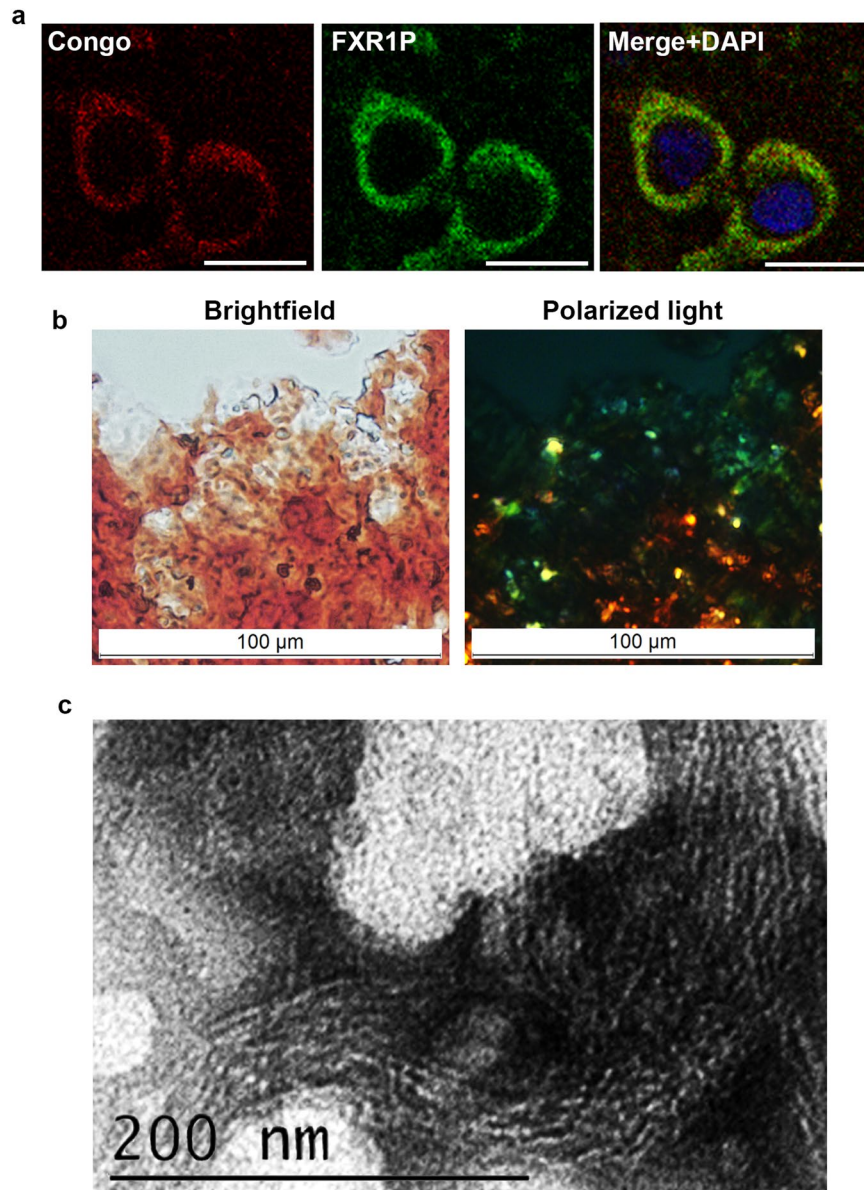 a
Congo
FXR1P
Merge+DAPI
b
Brightfield
Polarized light
100 µm
100 µm
c
200 nm